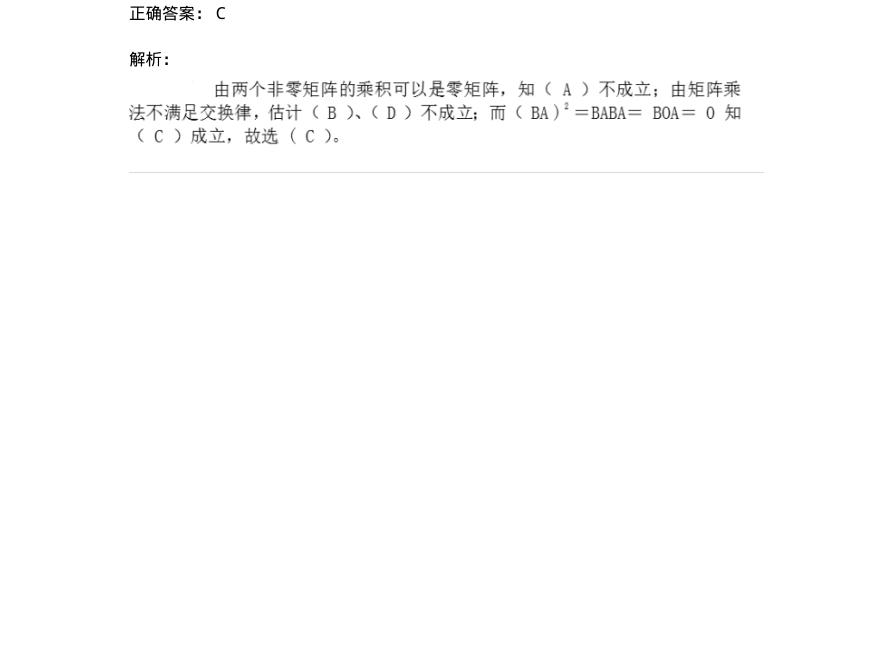 正确答案： C
解析：
由两个非零矩阵的乘积可以是零矩阵，知（ A ）不成立；由矩阵乘
法不满足交换律，估计（ B ）、（ D ）不成立；而（ BA ）²＝BABA＝ BOA＝ O 知
（ C ）成立，故选（ C ）。